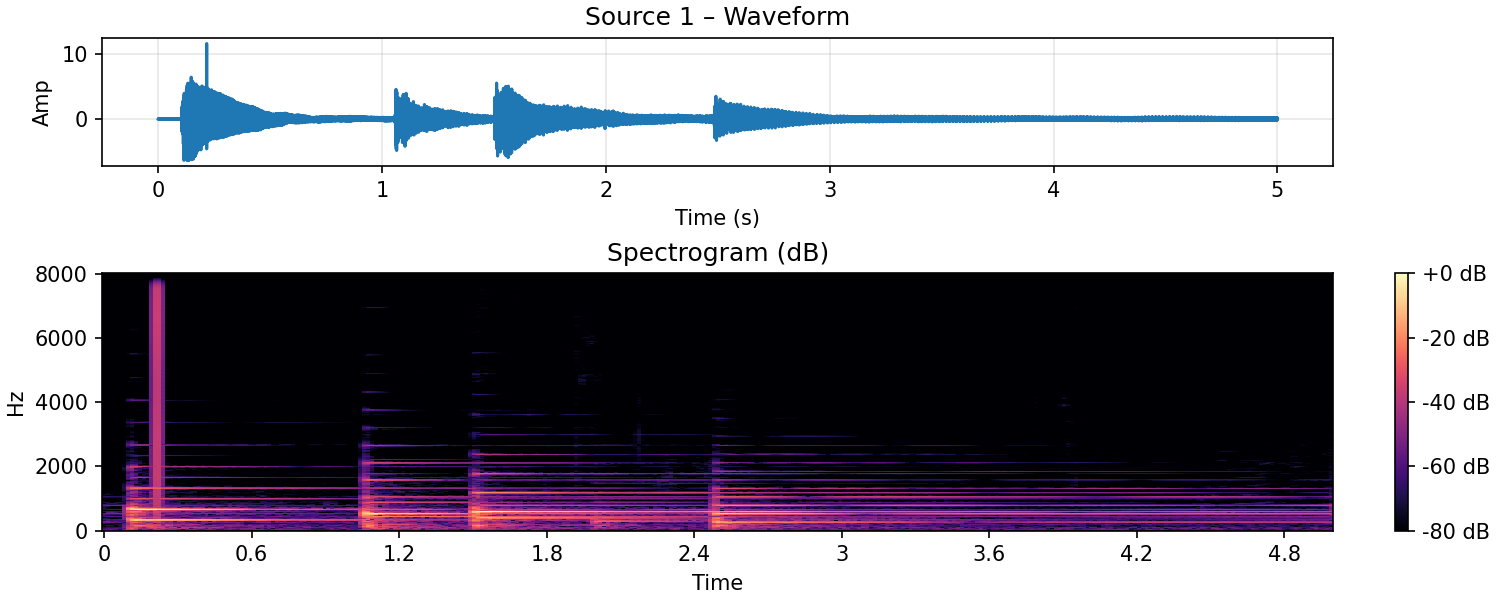 Source 1 – Waveform
10
0
Amp
0 1 2 3 4 5
Time (s)
Spectrogram (dB)
8000
6000
4000
2000
0
Hz
0 0.6 1.2 1.8 2.4 3 3.6 4.2 4.8
Time
+0 dB
-20 dB
-40 dB
-60 dB
-80 dB